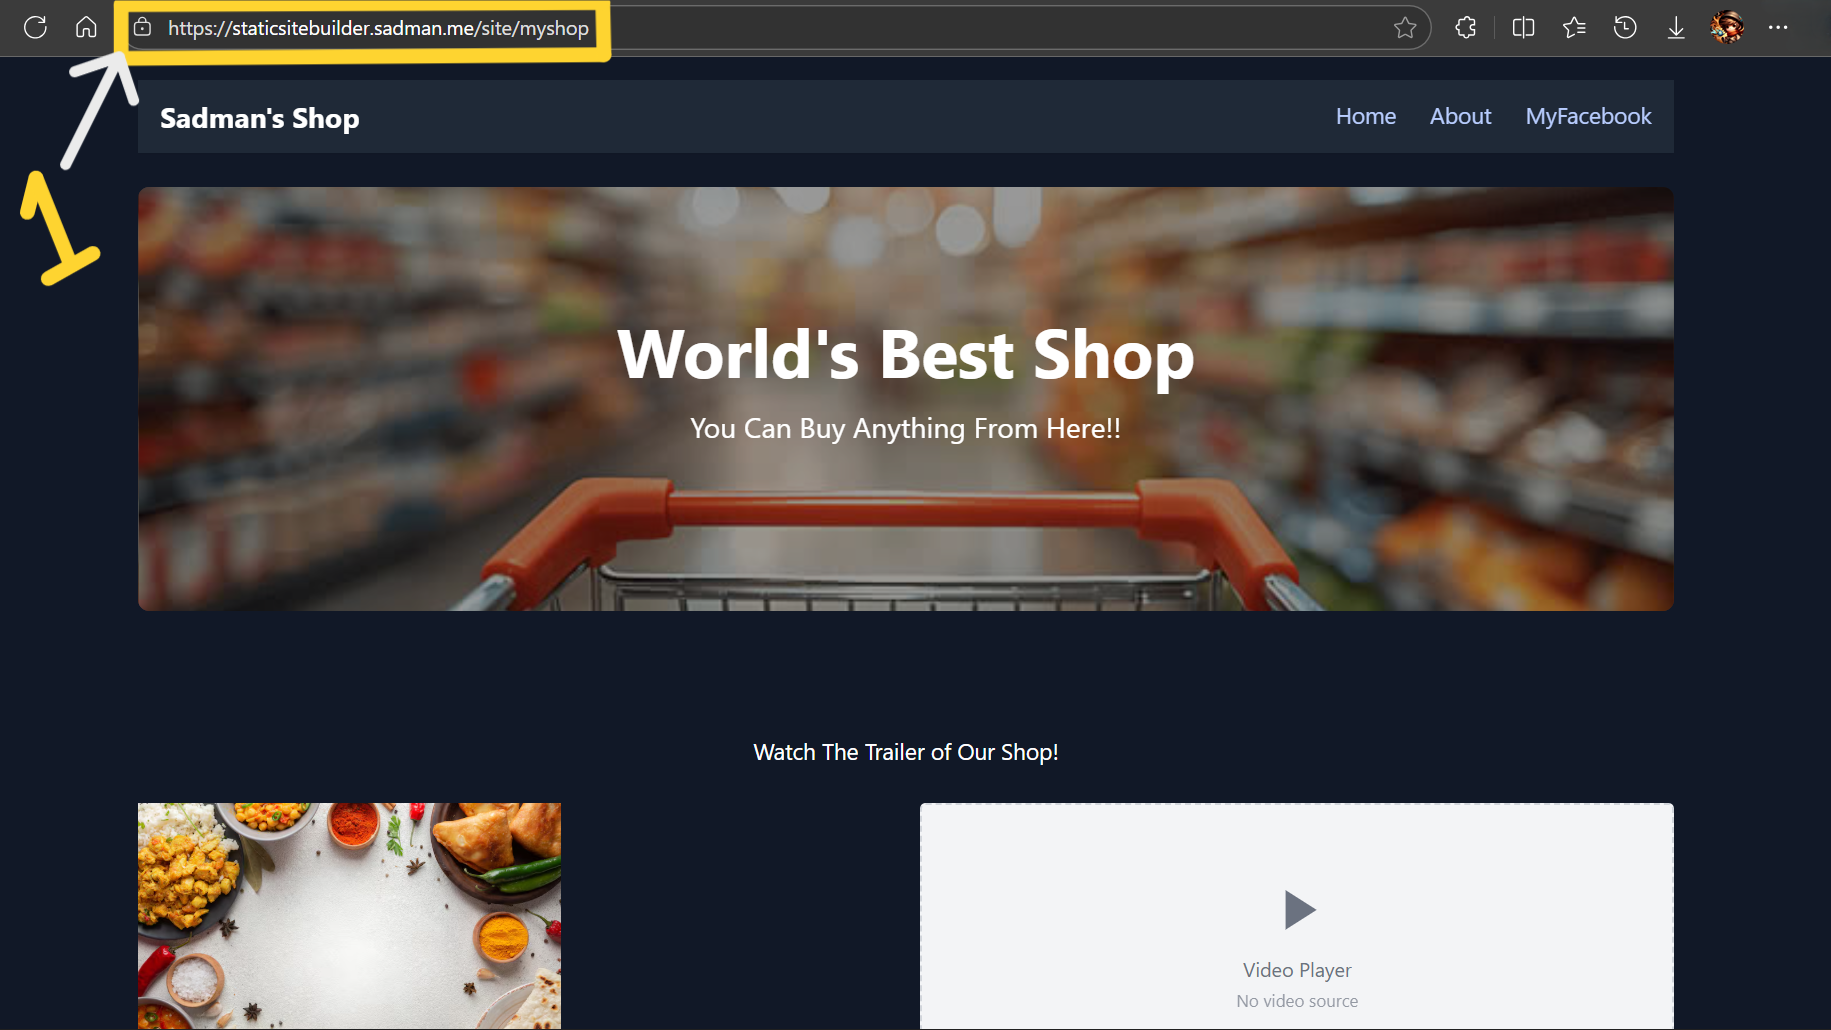 https://staticsitebuilder.sadman.me/site/myshop
1
Sadman's Shop
Home About MyFacebook
World's Best Shop
You Can Buy Anything From Here!!
Watch The Trailer of Our Shop!
Video Player
No video source